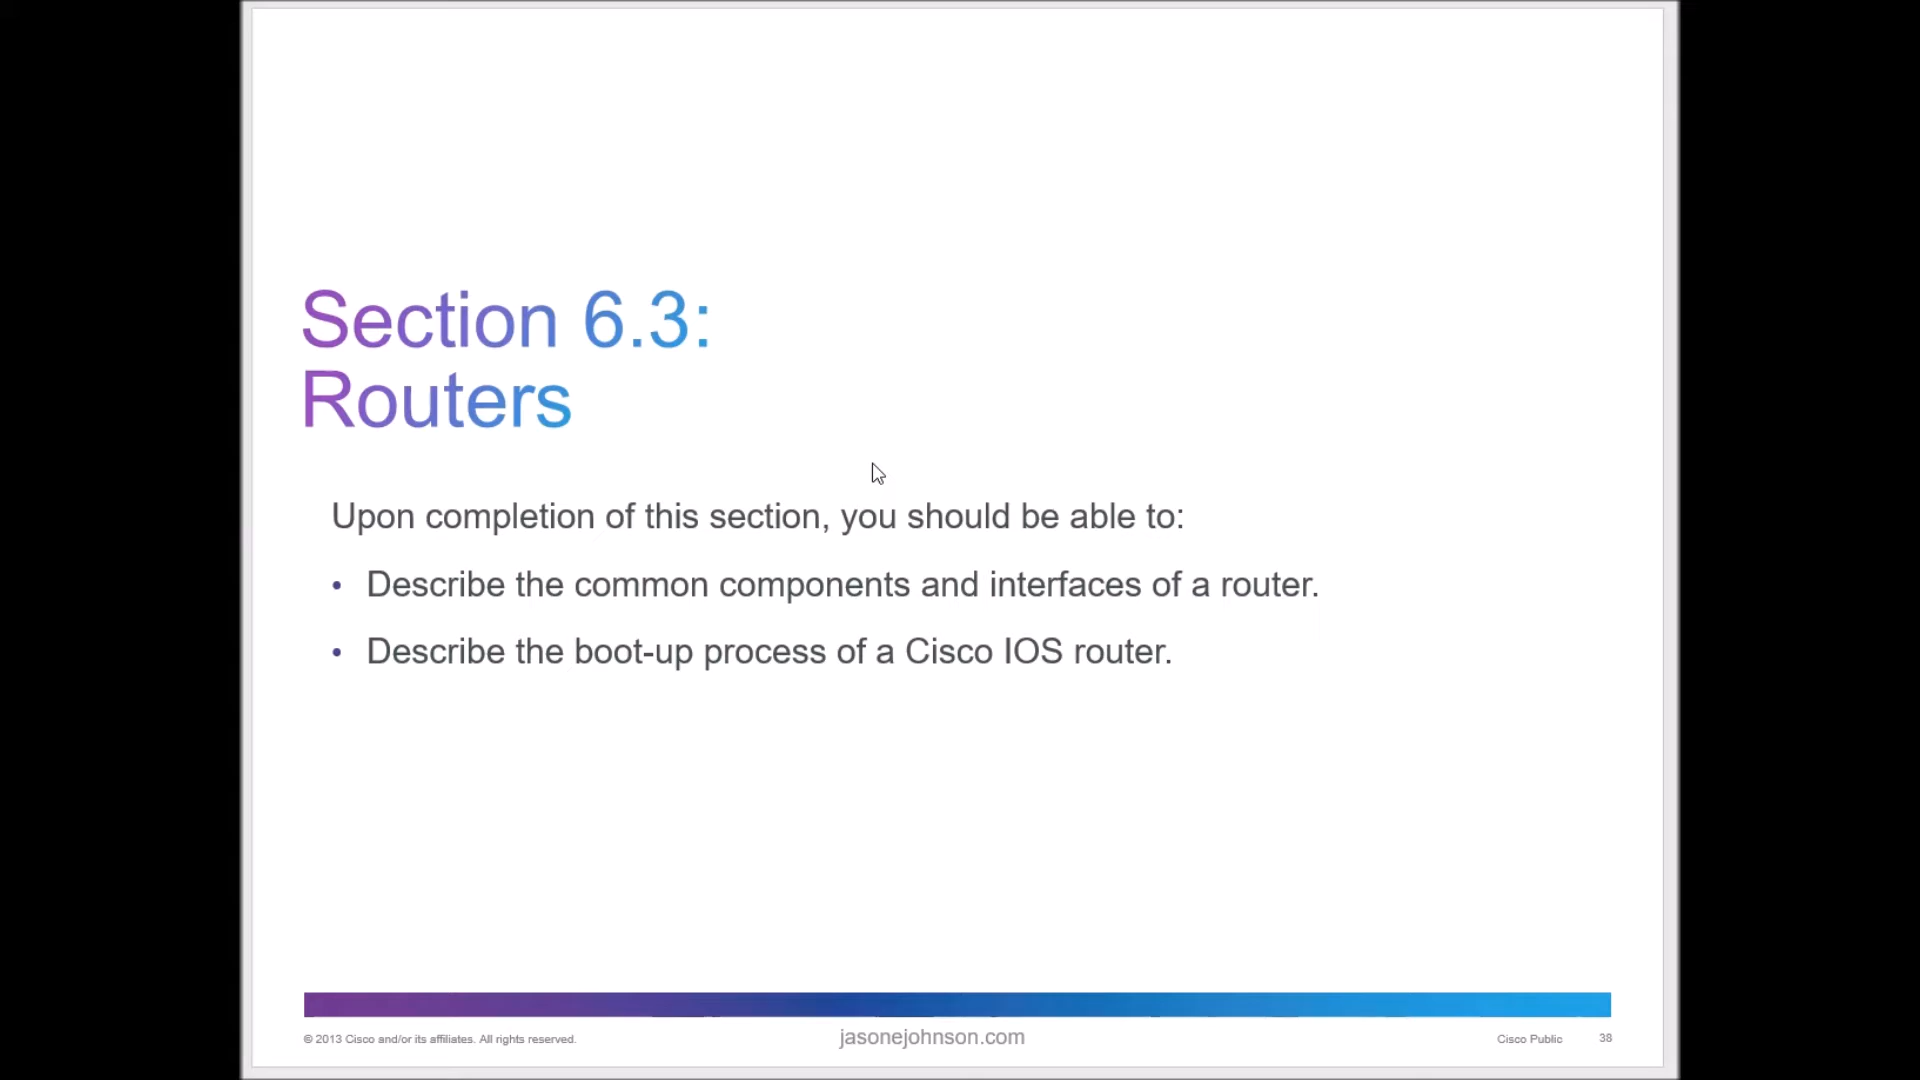 Section 6.3:
Routers
Upon completion of this section, you should be able to:
• Describe the common components and interfaces of a router.
• Describe the boot-up process of a Cisco IOS router.
© 2013 Cisco and/or its affiliates. All rights reserved.
jasonejohnson.com
Cisco Public
38